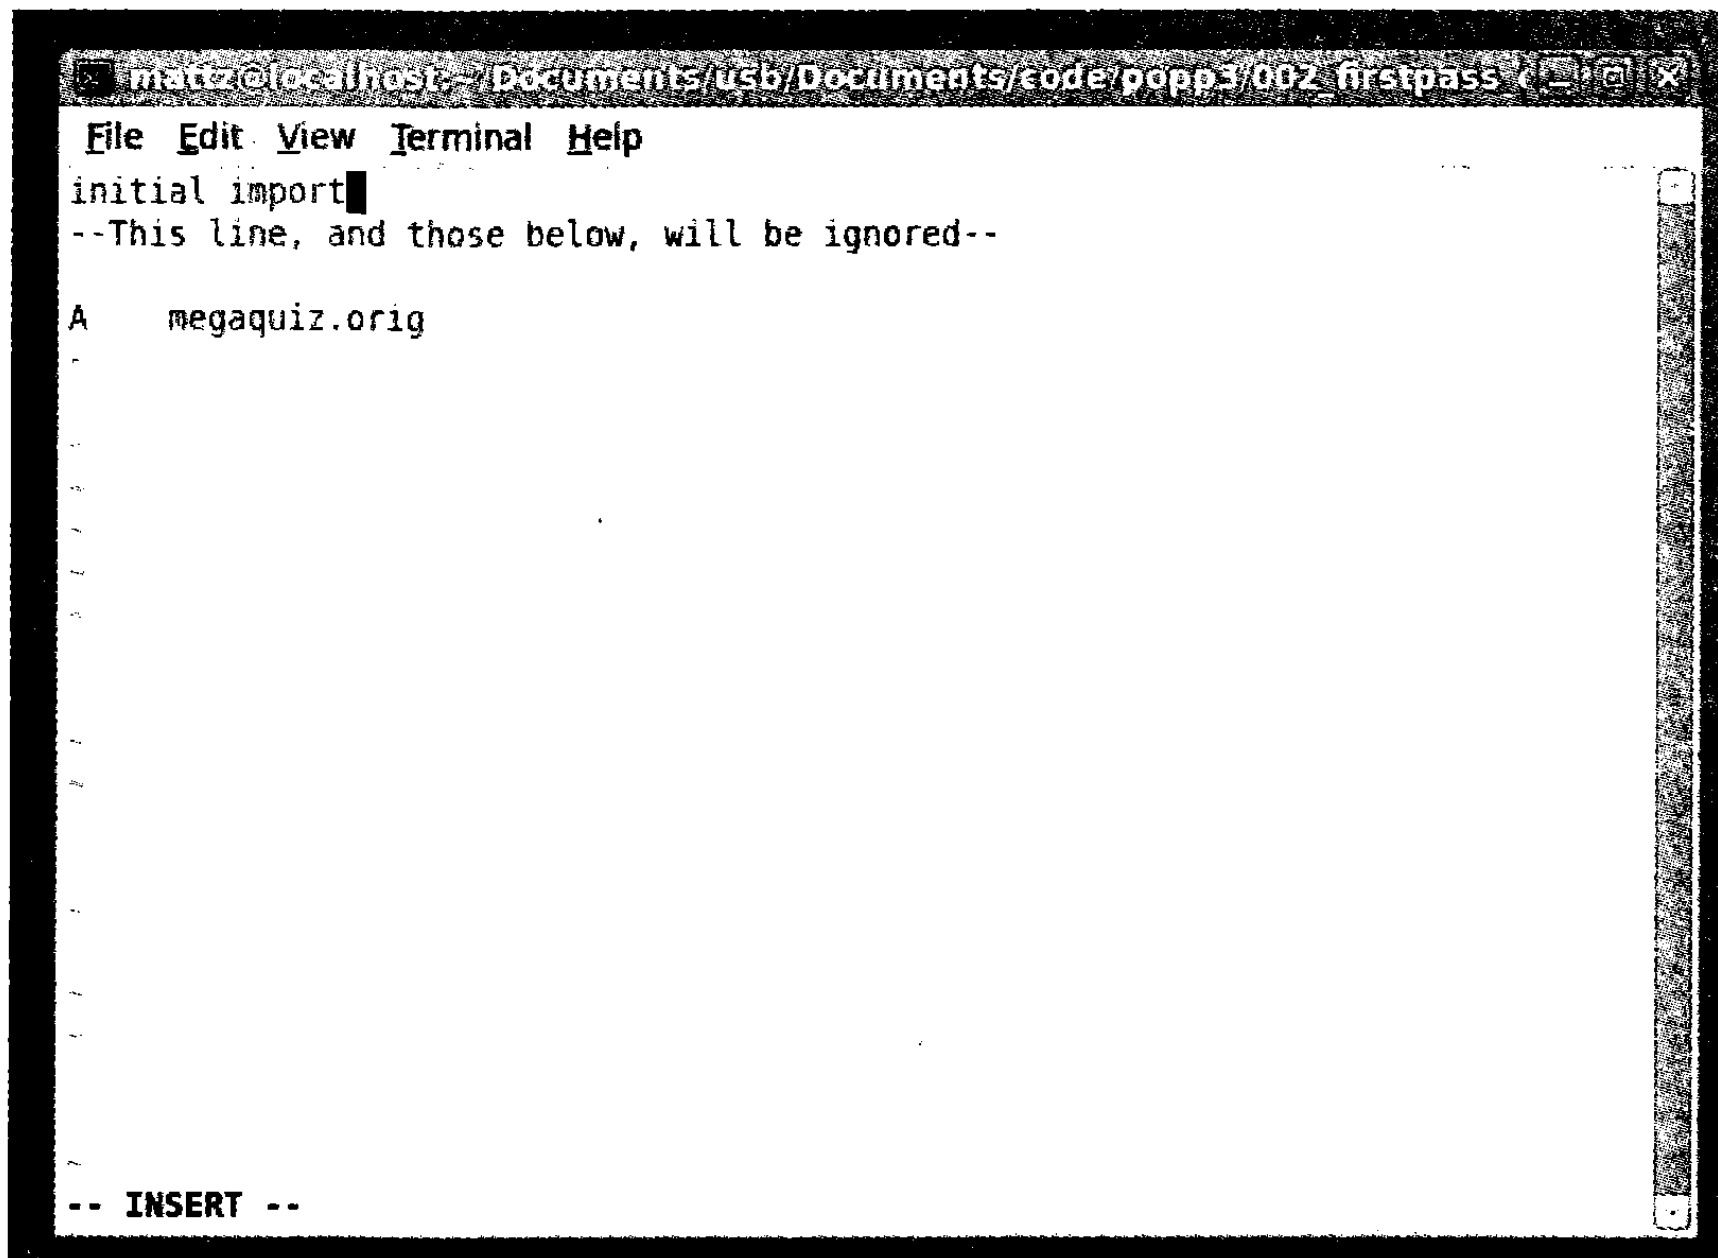 mattz@localhost:~/Documents/usb/Documents/code/popp3/002_firstpass_
File Edit View Terminal Help
initial import
--This line, and those below, will be ignored--
A    megaquiz.orig
~
~
~
~
~
~
~
~
~
~
~
~
-- INSERT --